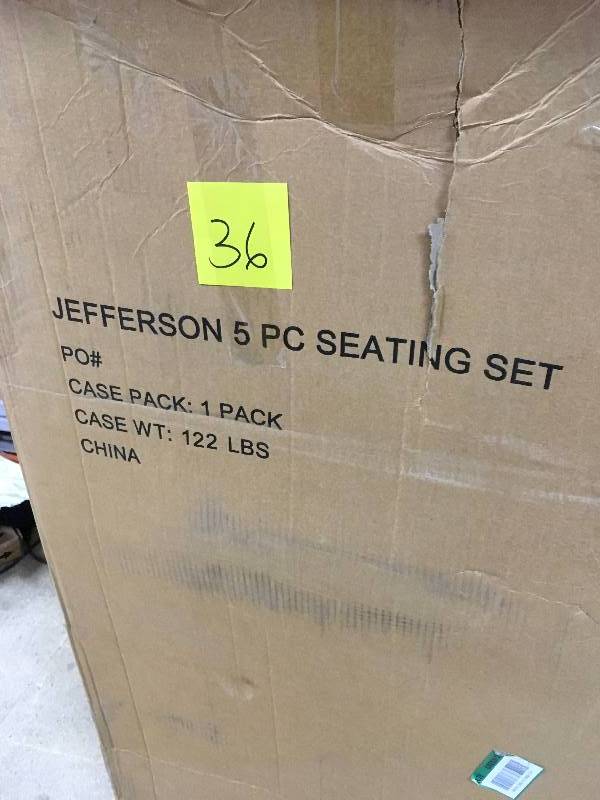 36
JEFFERSON 5 PC SEATING SET
PO#
CASE PACK: 1 PACK
CASE WT: 122 LBS
CHINA